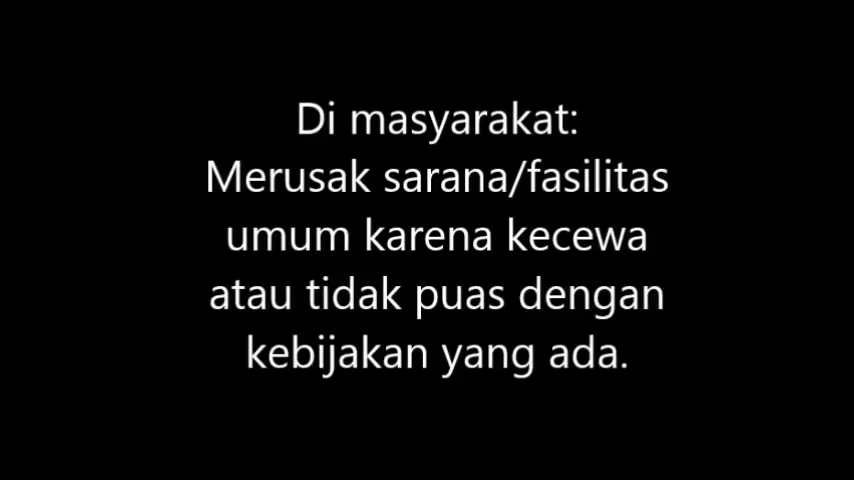 Di masyarakat:
Merusak sarana/fasilitas
umum karena kecewa
atau tidak puas dengan
kebijakan yang ada.